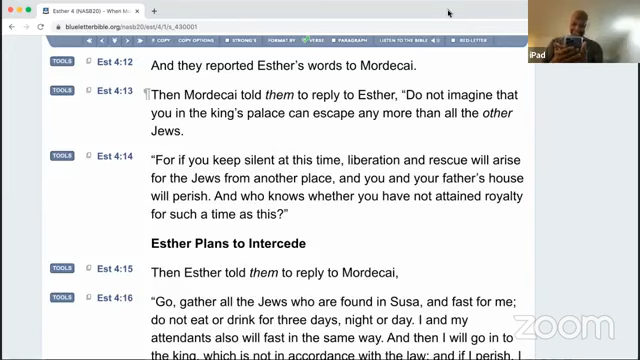 Esther 4 (NASB20) - When Mo
blueletterbible.org/nasb20/est/4/1/s_430001
COPY COPY OPTIONS STRONG'S FORMAT BY VERSE PARAGRAPH LISTEN TO THE BIBLE RED-LETTER
iPad
TOOLS Est 4:12 And they reported Esther's words to Mordecai.
TOOLS Est 4:13 ¶Then Mordecai told them to reply to Esther, “Do not imagine that
you in the king's palace can escape any more than all the other
Jews.
TOOLS Est 4:14 “For if you keep silent at this time, liberation and rescue will arise
for the Jews from another place, and you and your father's house
will perish. And who knows whether you have not attained royalty
for such a time as this?”
Esther Plans to Intercede
TOOLS Est 4:15 Then Esther told them to reply to Mordecai,
TOOLS Est 4:16 “Go, gather all the Jews who are found in Susa, and fast for me;
do not eat or drink for three days, night or day. I and my
attendants also will fast in the same way. And then I will go in to
the king, which is not in accordance with the law; and if I perish, I
zoom